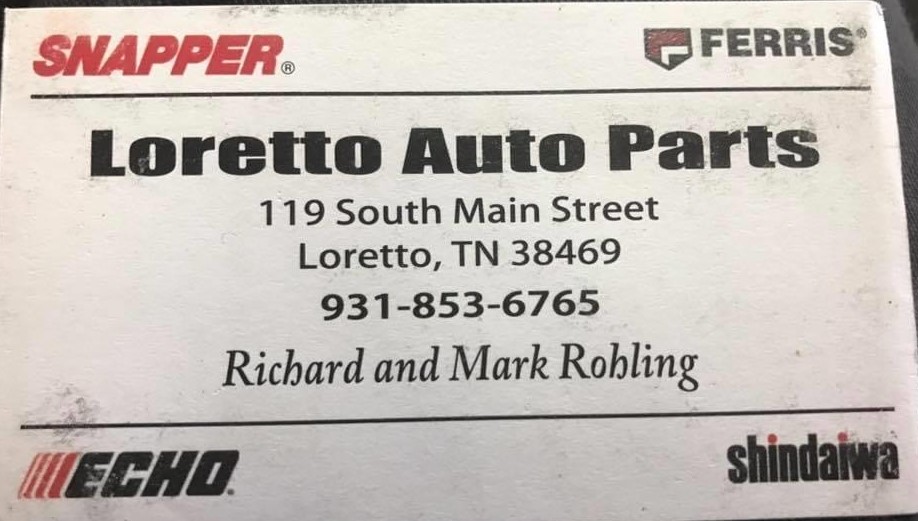 SNAPPER®
FERRIS®
Loretto Auto Parts
119 South Main Street
Loretto, TN 38469
931-853-6765
Richard and Mark Rohling
ECHO
shindaiwa